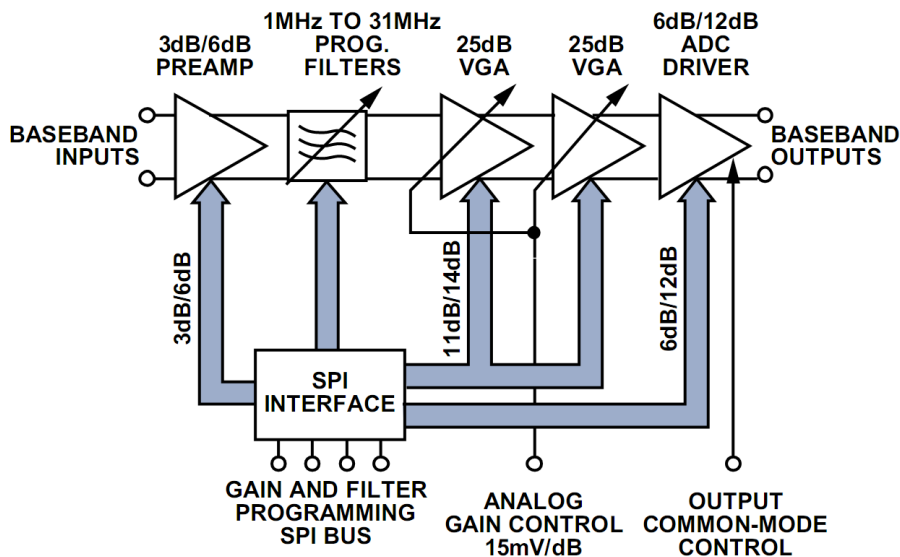 3dB/6dB
PREAMP
1MHz TO 31MHz
PROG.
FILTERS
25dB
VGA
25dB
VGA
6dB/12dB
ADC
DRIVER
BASEBAND
INPUTS
BASEBAND
OUTPUTS
3dB/6dB
11dB/14dB
6dB/12dB
SPI
INTERFACE
GAIN AND FILTER
PROGRAMMING
SPI BUS
ANALOG
GAIN CONTROL
15mV/dB
OUTPUT
COMMON-MODE
CONTROL